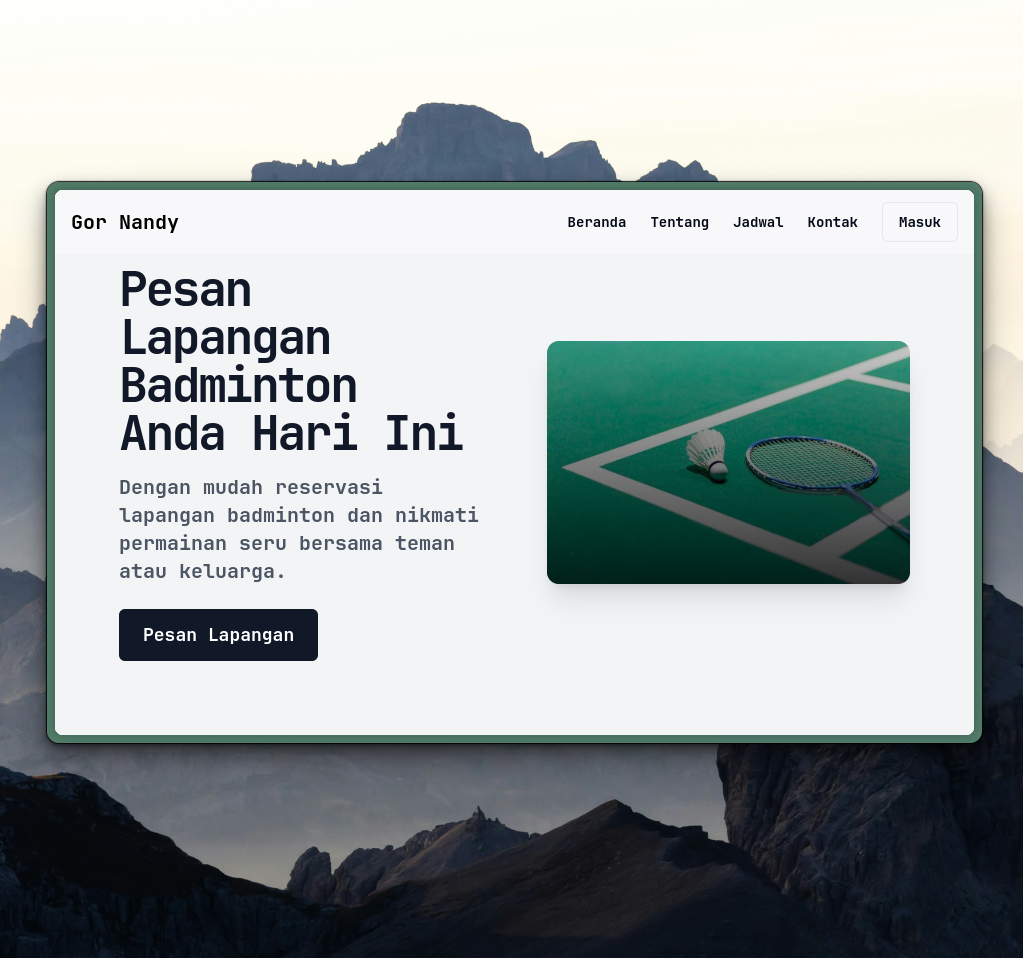 Gor Nandy
Beranda Tentang Jadwal Kontak Masuk
Pesan
Lapangan
Badminton
Anda Hari Ini
Dengan mudah reservasi
lapangan badminton dan nikmati
permainan seru bersama teman
atau keluarga.
Pesan Lapangan